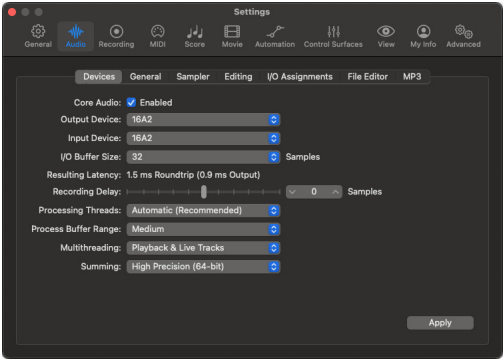 Settings
General Audio Recording MIDI Score Movie Automation Control Surfaces View My Info Advanced
Devices General Sampler Editing I/O Assignments File Editor MP3
Core Audio: Enabled
Output Device: 16A2
Input Device: 16A2
I/O Buffer Size: 32 Samples
Resulting Latency: 1.5 ms Roundtrip (0.9 ms Output)
Recording Delay: 0 Samples
Processing Threads: Automatic (Recommended)
Process Buffer Range: Medium
Multithreading: Playback & Live Tracks
Summing: High Precision (64-bit)
Apply